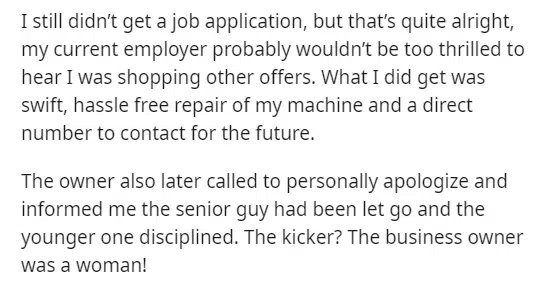 I still didn’t get a job application, but that’s quite alright,
my current employer probably wouldn’t be too thrilled to
hear I was shopping other offers. What I did get was
swift, hassle free repair of my machine and a direct
number to contact for the future.
The owner also later called to personally apologize and
informed me the senior guy had been let go and the
younger one disciplined. The kicker? The business owner
was a woman!